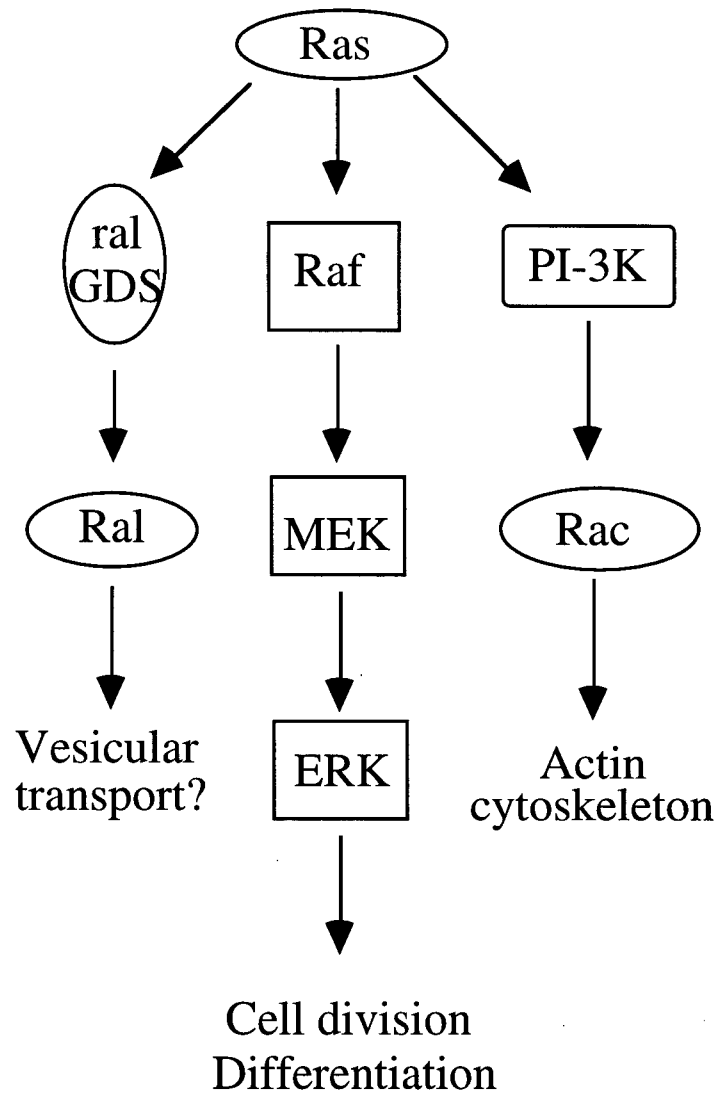 Ras
ral
GDS
Raf
PI-3K
Ral
MEK
Rac
Vesicular
transport?
ERK
Actin
cytoskeleton
Cell division
Differentiation